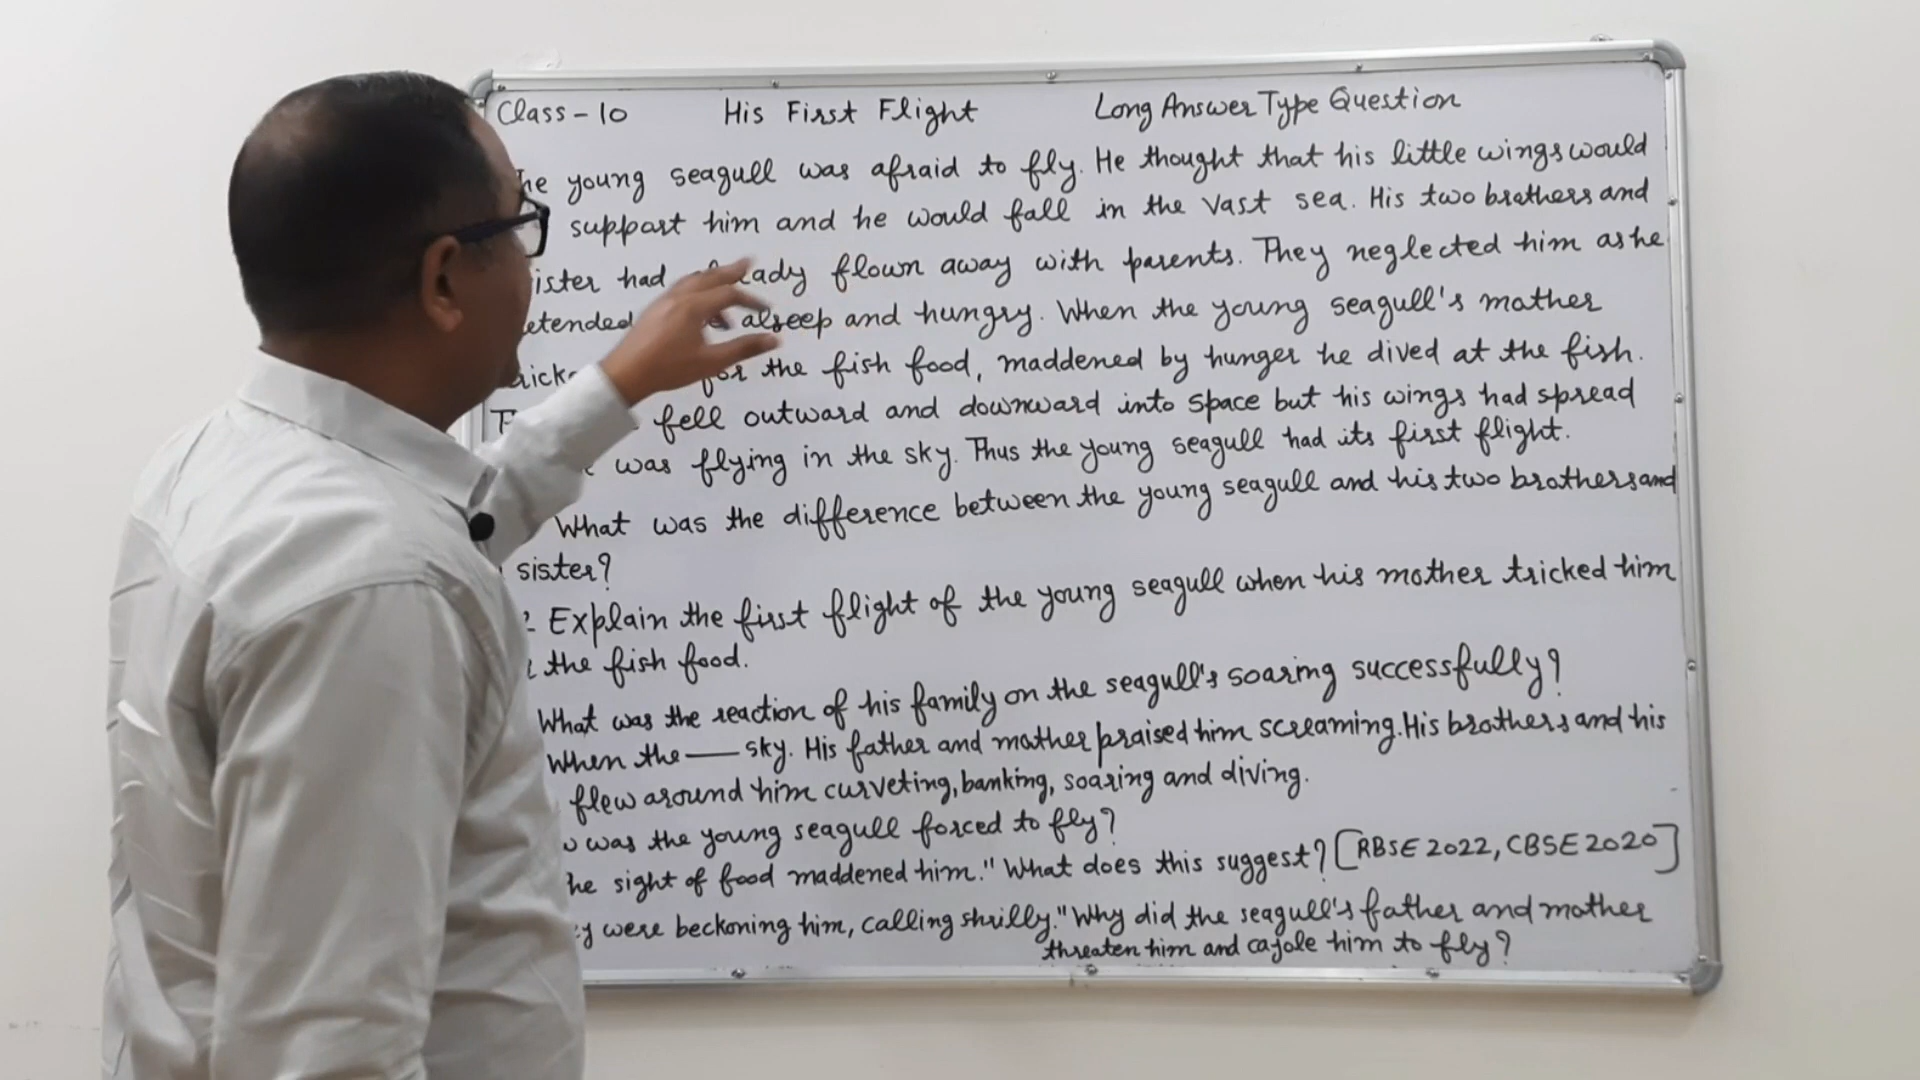 Class-10 His First Flight Long Answer Type Question
he young seagull was afraid to fly. He thought that his little wings would
support him and he would fall in the vast sea. His two brothers and
ister had ady flown away with parents. They neglected him as he
etended alseep and hungry. When the young seagull's mother
rick for the fish food, maddened by hunger he dived at the fish.
fell outward and downward into space but his wings had spread
was flying in the sky. Thus the young seagull had its first flight.
What was the difference between the young seagull and his two brothers and
sister?
2 Explain the first flight of the young seagull when his mother tricked him
the fish food.
What was the reaction of his family on the seagull's soaring successfully?
When the — sky. His father and mother praised him screaming. His brothers and his
flew around him curveting, banking, soaring and diving.
was the young seagull forced to fly?
he sight of food maddened him." What does this suggest? [RBSE 2022, CBSE 2020]
ey were beckoning him, calling shrilly." Why did the seagull's father and mother
threaten him and cajole him to fly?